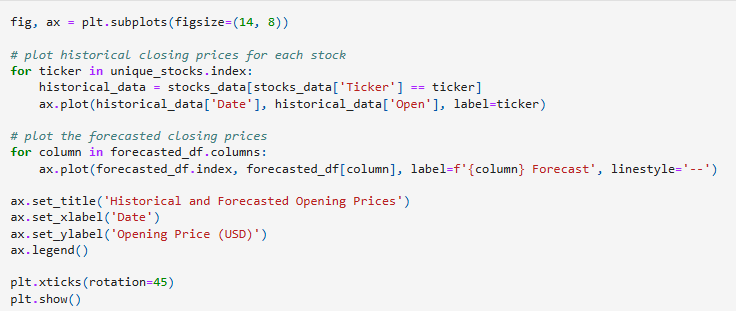 fig, ax = plt.subplots(figsize=(14, 8))
# plot historical closing prices for each stock
for ticker in unique_stocks.index:
    historical_data = stocks_data[stocks_data['Ticker'] == ticker]
    ax.plot(historical_data['Date'], historical_data['Open'], label=ticker)
# plot the forecasted closing prices
for column in forecasted_df.columns:
    ax.plot(forecasted_df.index, forecasted_df[column], label=f'{column} Forecast', linestyle='--')
ax.set_title('Historical and Forecasted Opening Prices')
ax.set_xlabel('Date')
ax.set_ylabel('Opening Price (USD)')
ax.legend()
plt.xticks(rotation=45)
plt.show()